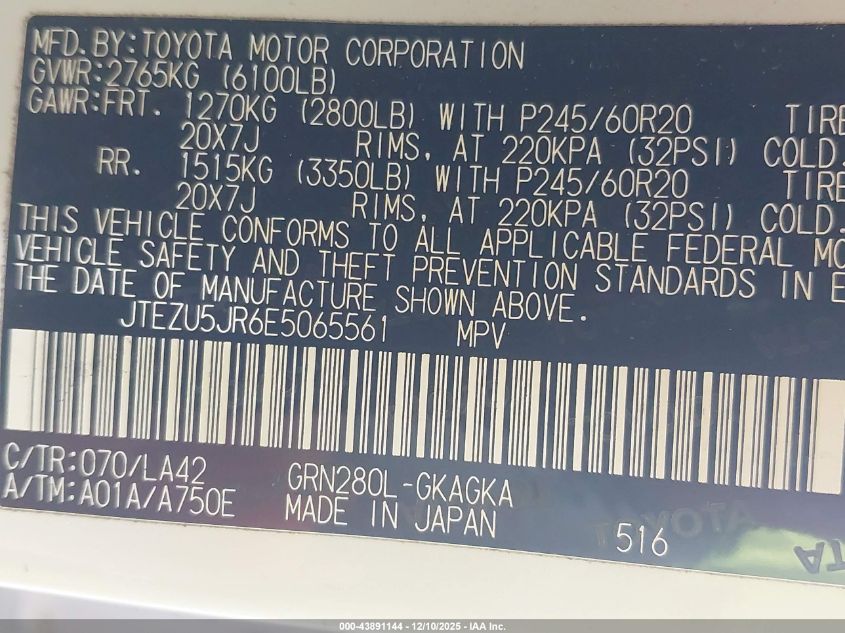 MFD. BY: TOYOTA MOTOR CORPORATION
GVWR: 2765KG (6100LB)
GAWR: FRT. 1270KG (2800LB) WITH P245/60R20 TIRE
20X7J RIMS, AT 220KPA (32PSI) COLD.
RR. 1515KG (3350LB) WITH P245/60R20 TIRE
20X7J RIMS, AT 220KPA (32PSI) COLD.
THIS VEHICLE CONFORMS TO ALL APPLICABLE FEDERAL MO
VEHICLE SAFETY AND THEFT PREVENTION STANDARDS IN E
THE DATE OF MANUFACTURE SHOWN ABOVE.
JTEZU5JR6E5065561 MPV
C/TR: 070/LA42 GRN280L-GKAGKA
A/TM: A01A/A750E MADE IN JAPAN
516
TOYOTA
000-43891144 - 12/10/2025 - IAA Inc.